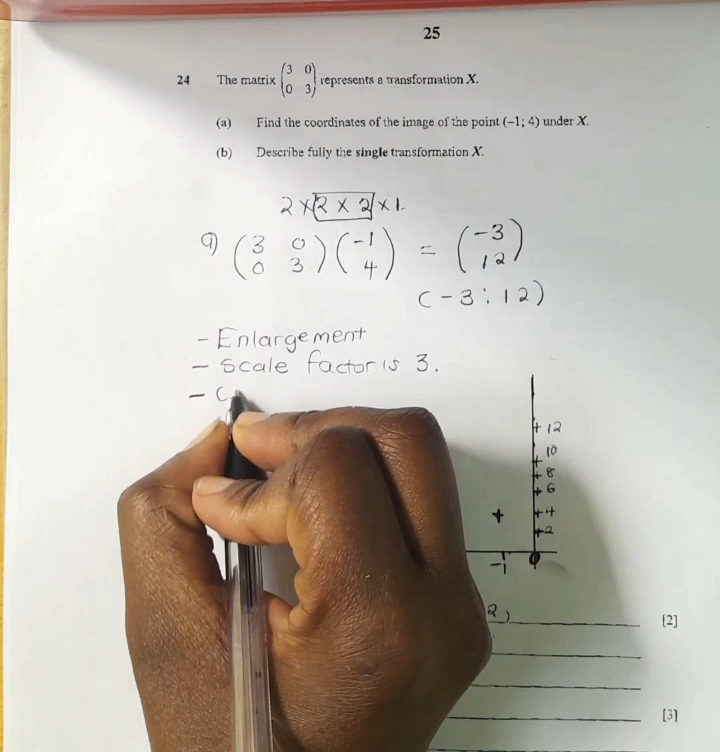 25
24 The matrix (3 0 0 3) represents a transformation X.
(a) Find the coordinates of the image of the point (−1; 4) under X.
(b) Describe fully the single transformation X.
2 × 2 × 2 × 1
a) (3 0 0 3) (-1 4) = (-3 12)
(-3 ; 12)
- Enlargement
- Scale factor is 3.
- C
12
10
8
6
4
2
-1 0
2)
[2]
[3]